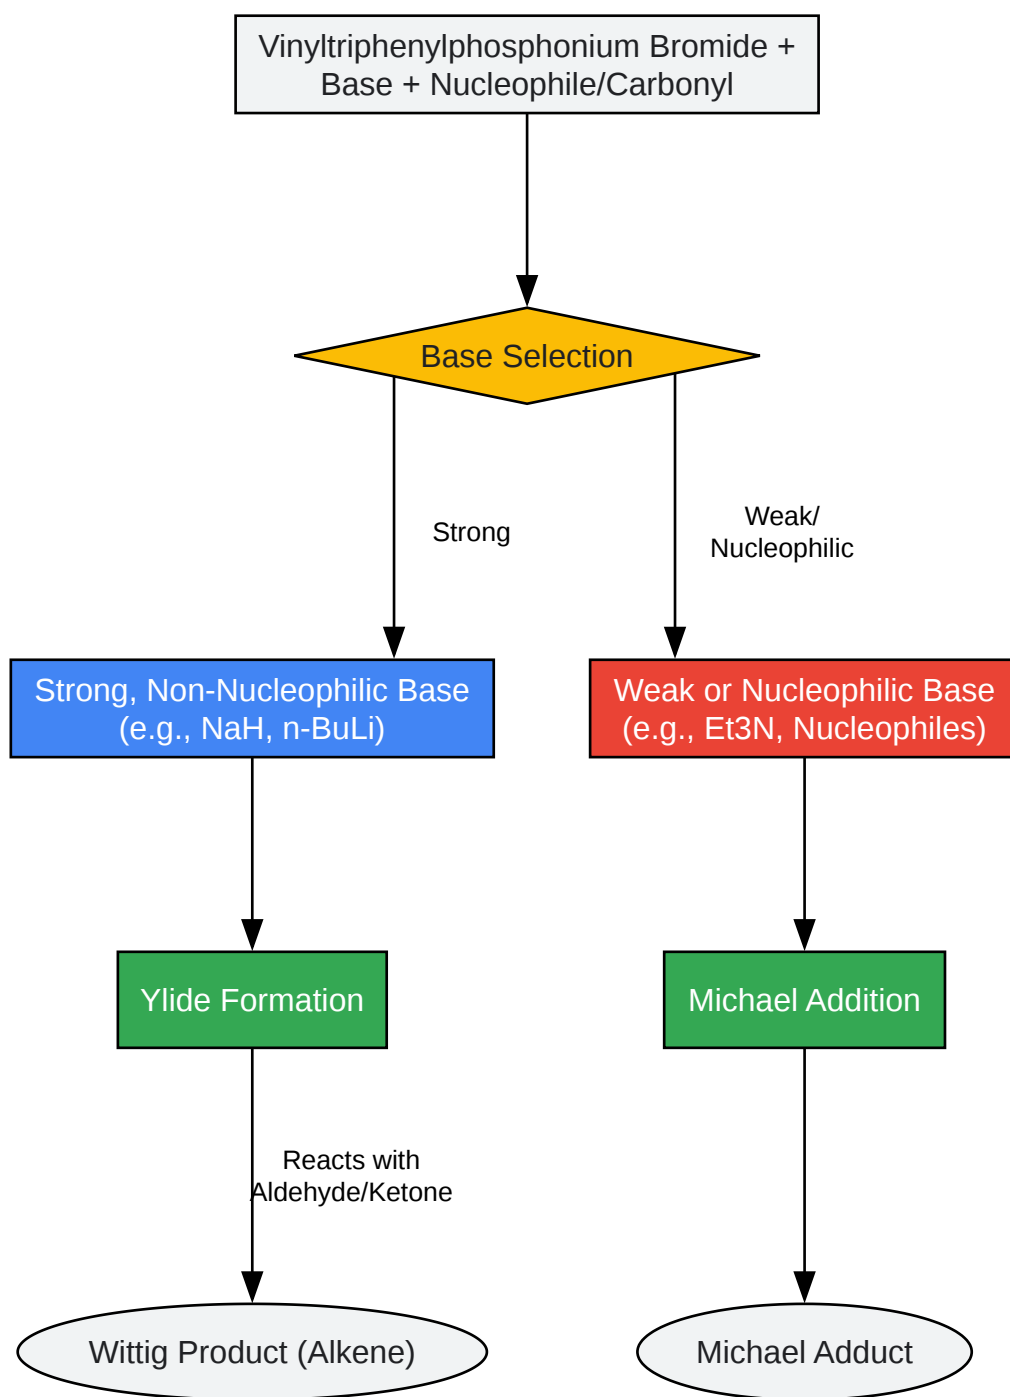 Vinyltriphenylphosphonium Bromide +
Base + Nucleophile/Carbonyl
Base Selection
Strong
Weak/
Nucleophilic
Strong, Non-Nucleophilic Base
(e.g., NaH, n-BuLi)
Weak or Nucleophilic Base
(e.g., Et3N, Nucleophiles)
Ylide Formation
Michael Addition
Reacts with
Aldehyde/Ketone
Wittig Product (Alkene)
Michael Adduct